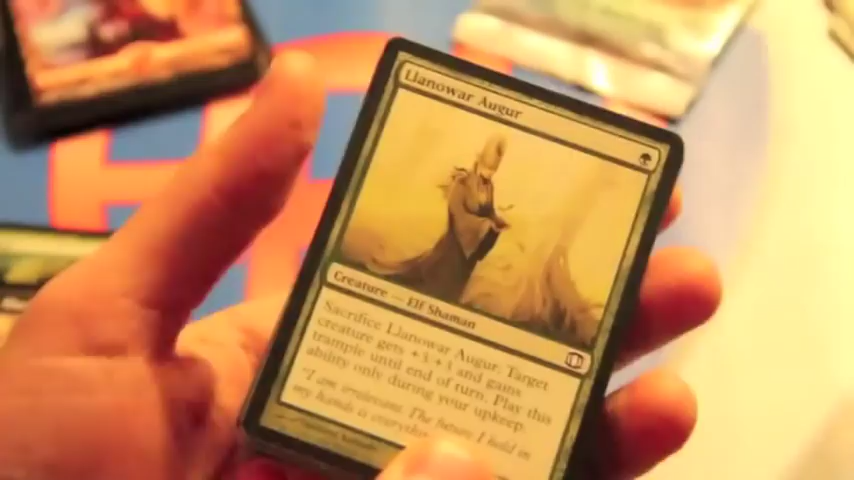 Llanowar Augur
Creature — Elf Shaman
Sacrifice Llanowar Augur: Target
creature gets +3/+3 and gains
trample until end of turn. Play this
ability only during your upkeep.
"I am irrelevant. The future I hold in
my hands is everything